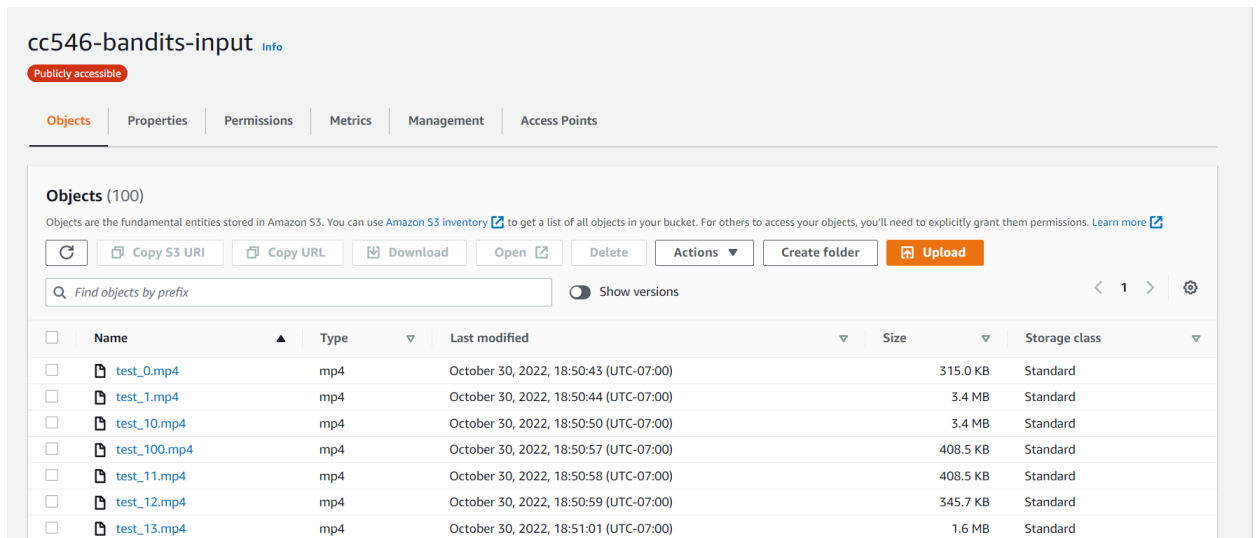 cc546-bandits-input Info
Publicly accessible
Objects Properties Permissions Metrics Management Access Points
Objects (100)
Objects are the fundamental entities stored in Amazon S3. You can use Amazon S3 inventory to get a list of all objects in your bucket. For others to access your objects, you'll need to explicitly grant them permissions. Learn more
Copy S3 URI Copy URL Download Open Delete Actions Create folder Upload
Find objects by prefix Show versions 1
Name Type Last modified Size Storage class
test_0.mp4 mp4 October 30, 2022, 18:50:43 (UTC-07:00) 315.0 KB Standard
test_1.mp4 mp4 October 30, 2022, 18:50:44 (UTC-07:00) 3.4 MB Standard
test_10.mp4 mp4 October 30, 2022, 18:50:50 (UTC-07:00) 3.4 MB Standard
test_100.mp4 mp4 October 30, 2022, 18:50:57 (UTC-07:00) 408.5 KB Standard
test_11.mp4 mp4 October 30, 2022, 18:50:58 (UTC-07:00) 408.5 KB Standard
test_12.mp4 mp4 October 30, 2022, 18:50:59 (UTC-07:00) 345.7 KB Standard
test_13.mp4 mp4 October 30, 2022, 18:51:01 (UTC-07:00) 1.6 MB Standard